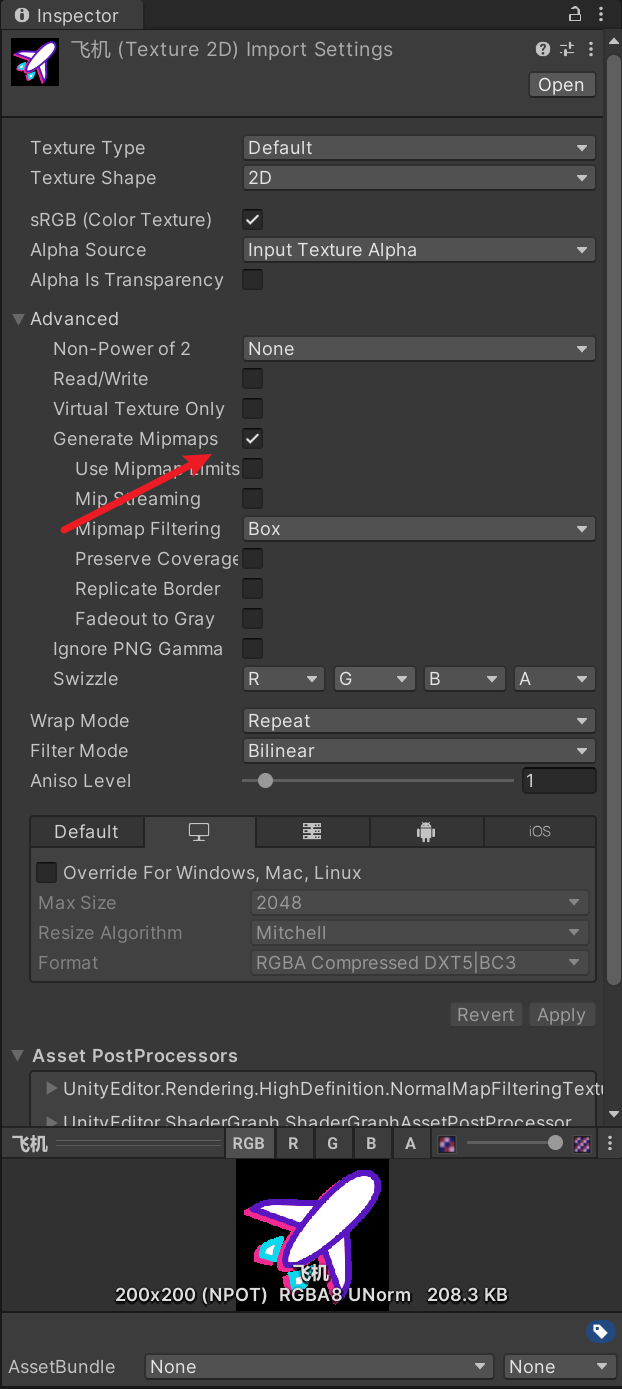 Inspector
飞机 (Texture 2D) Import Settings
Open
Texture Type Default
Texture Shape 2D
sRGB (Color Texture)
Alpha Source Input Texture Alpha
Alpha Is Transparency
Advanced
Non-Power of 2 None
Read/Write
Virtual Texture Only
Generate Mipmaps
Use Mipmap Limits
Mip Streaming
Mipmap Filtering Box
Preserve Coverage
Replicate Border
Fadeout to Gray
Ignore PNG Gamma
Swizzle R G B A
Wrap Mode Repeat
Filter Mode Bilinear
Aniso Level 1
Default iOS
Override For Windows, Mac, Linux
Max Size 2048
Resize Algorithm Mitchell
Format RGBA Compressed DXT5|BC3
Revert Apply
Asset PostProcessors
UnityEditor.Rendering.HighDefinition.NormalMapFilteringTextu
UnityEditor.ShaderGraph.ShaderGraphAssetPostProcessor
飞机 RGB R G B A
飞机
200x200 (NPOT) RGBA8 UNorm 208.3 KB
AssetBundle None None